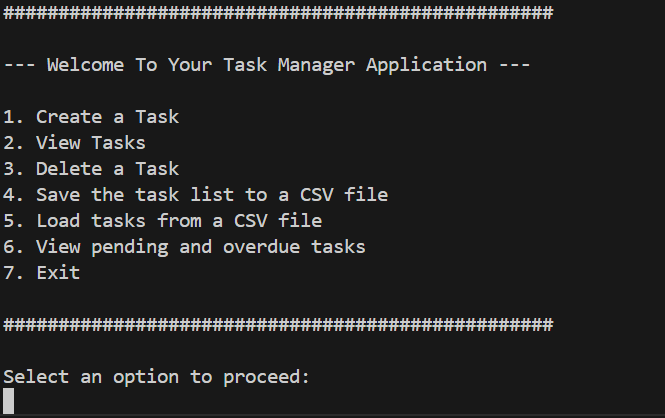 ##################################################
--- Welcome To Your Task Manager Application ---
1. Create a Task
2. View Tasks
3. Delete a Task
4. Save the task list to a CSV file
5. Load tasks from a CSV file
6. View pending and overdue tasks
7. Exit
##################################################
Select an option to proceed: